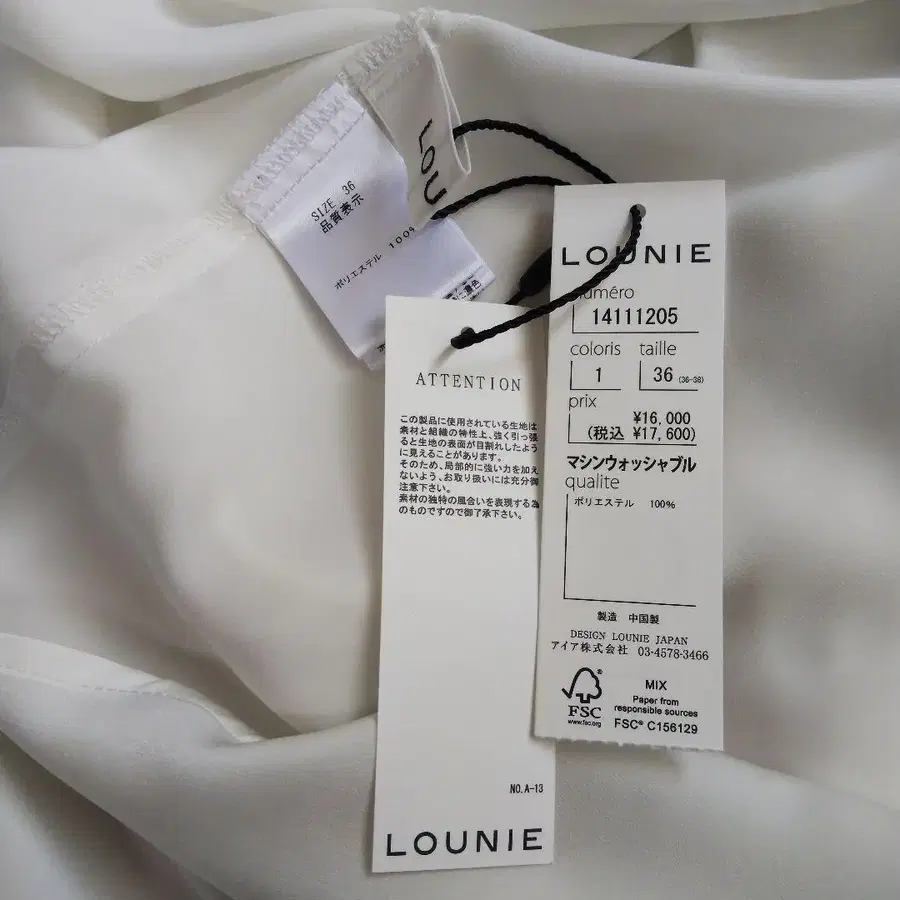 LOU
SIZE 36
品質表示
ポリエステル 100%
ATTENTION
この製品に使用されている生地は
素材と組織の特性上、強く引っ張
ると生地の表面が目割れしたよう
に見えることがあります。
そのため、局部的に強い力を加え
ないよう、お取り扱いには充分御
注意下さい。
素材の独特の風合いを表現する為
のものですので御了承下さい。
NO.A-13
LOUNIE
LOUNIE
numéro
14111205
coloris taille
1 36 (36-38)
prix
¥16,000
(税込 ¥17,600)
マシンウォッシャブル
qualite
ポリエステル 100%
製造 中国製
DESIGN LOUNIE JAPAN
アイア株式会社 03-4578-3466
FSC®
www.fsc.org
MIX
Paper from
responsible sources
FSC® C156129